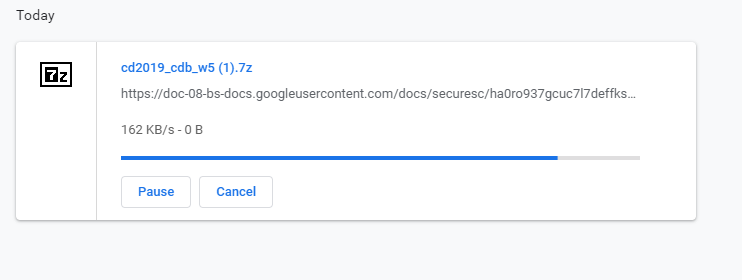 Today
7z
cd2019_cdb_w5 (1).7z
https://doc-08-bs-docs.googleusercontent.com/docs/securesc/ha0ro937gcuc7l7deffks...
162 KB/s - 0 B
Pause
Cancel